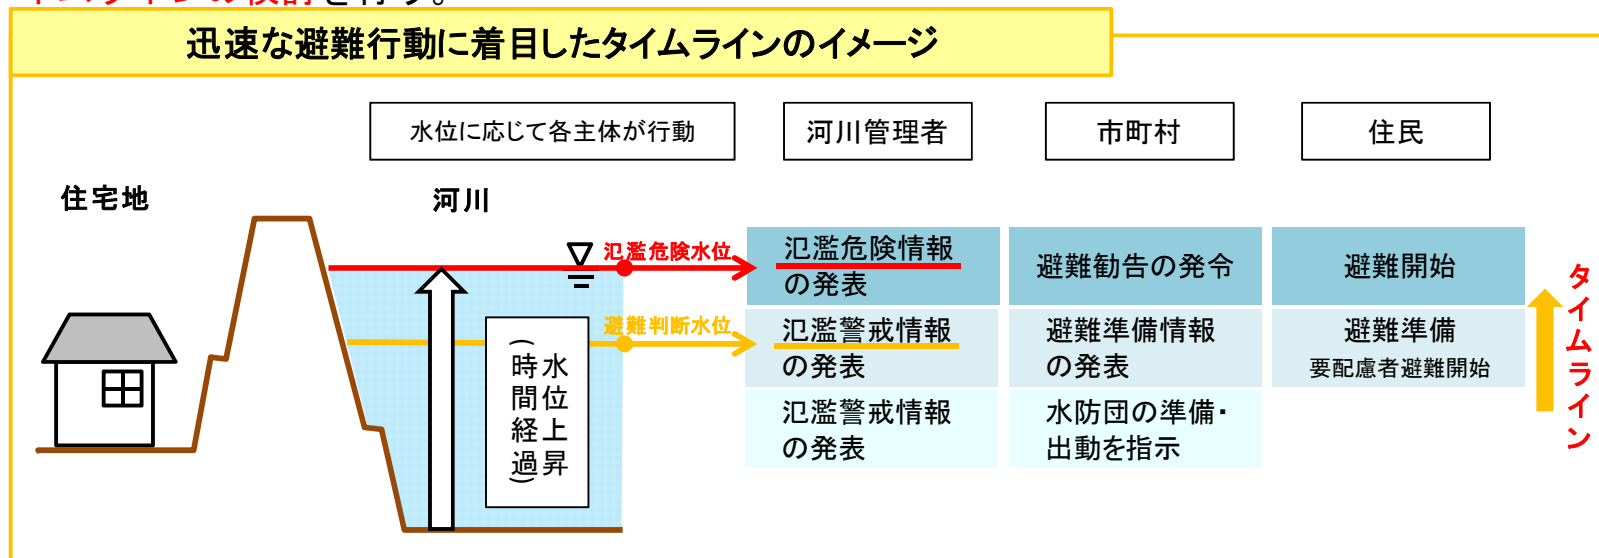 迅速な避難行動に着目したタイムラインのイメージ
水位に応じて各主体が行動
河川管理者
市町村
住民
住宅地
河川
氾濫危険水位
氾濫危険情報
の発表
避難勧告の発令
避難開始
避難判断水位
氾濫警戒情報
の発表
避難準備情報
の発表
避難準備
要配慮者避難開始
氾濫警戒情報
の発表
水防団の準備・
出動を指示
水位上昇
(時間経過)
タイムライン